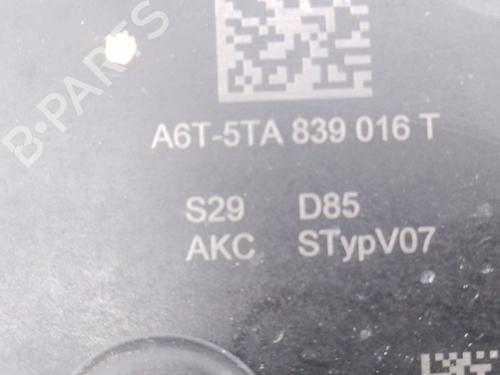 A6T-5TA 839 016 T
S29 D85
AKC STypV07
B-Parts